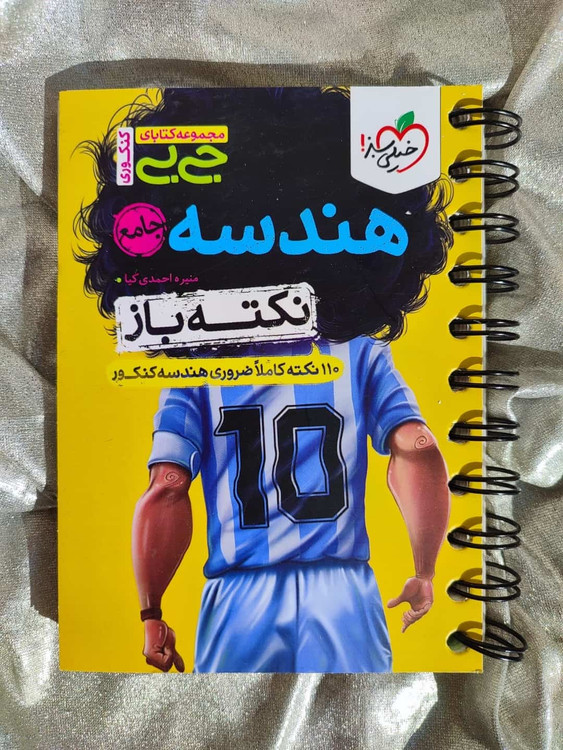 خیلی سبز!
مجموعه کتابای
جی بی
کنکوری
هندسه
جامع
منیره احمدی کیا
نکته باز
۱۱۰ نکته کاملاً ضروری هندسه کنکور
10